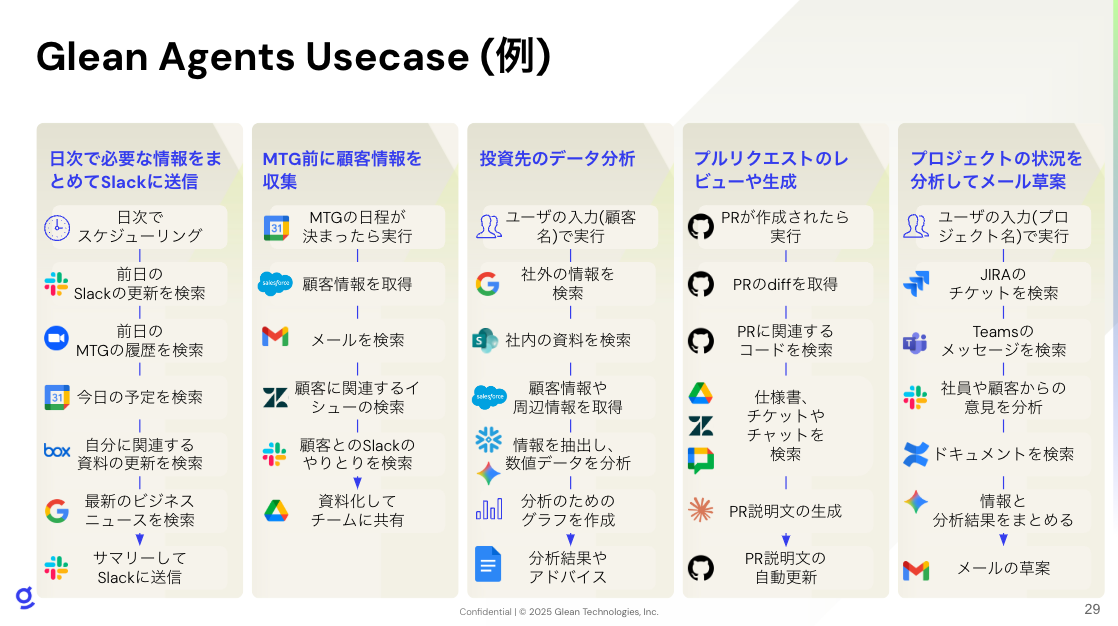 Glean Agents Usecase (例)
日次で必要な情報をま
とめてSlackに送信
日次で
スケジューリング
前日の
Slackの更新を検索
前日の
MTGの履歴を検索
31
今日の予定を検索
box
自分に関連する
資料の更新を検索
最新のビジネス
ニュースを検索
サマリーして
Slackに送信
MTG前に顧客情報を
収集
31
MTGの日程が
決まったら実行
salesforce
顧客情報を取得
メールを検索
顧客に関連するイ
シューの検索
顧客とのSlackの
やりとりを検索
資料化して
チームに共有
投資先のデータ分析
ユーザの入力(顧客
名)で実行
社外の情報を
検索
S
社内の資料を検索
salesforce
顧客情報や
周辺情報を取得
情報を抽出し、
数値データを分析
分析のための
グラフを作成
分析結果や
アドバイス
プルリクエストのレ
ビューや生成
PRが作成されたら
実行
PRのdiffを取得
PRに関連する
コードを検索
仕様書、
チケットや
チャットを
検索
PR説明文の生成
PR説明文の
自動更新
プロジェクトの状況を
分析してメール草案
ユーザの入力(プロ
ジェクト名)で実行
JIRAの
チケットを検索
Teamsの
メッセージを検索
社員や顧客からの
意見を分析
ドキュメントを検索
情報と
分析結果をまとめる
メールの草案
Confidential | © 2025 Glean Technologies, Inc.
29